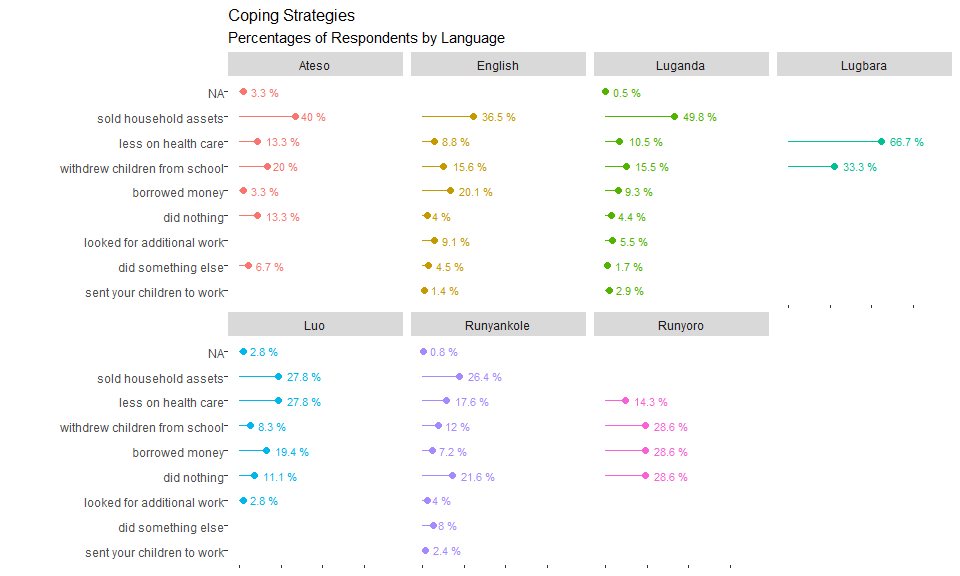 Coping Strategies
Percentages of Respondents by Language
Ateso English Luganda Lugbara
NA 3.3 % 0.5 %
sold household assets 40 % 36.5 % 49.8 %
less on health care 13.3 % 8.8 % 10.5 % 66.7 %
withdrew children from school 20 % 15.6 % 15.5 % 33.3 %
borrowed money 3.3 % 20.1 % 9.3 %
did nothing 13.3 % 4 % 4.4 %
looked for additional work 9.1 % 5.5 %
did something else 6.7 % 4.5 % 1.7 %
sent your children to work 1.4 % 2.9 %
Luo Runyankole Runyoro
NA 2.8 % 0.8 %
sold household assets 27.8 % 26.4 %
less on health care 27.8 % 17.6 % 14.3 %
withdrew children from school 8.3 % 12 % 28.6 %
borrowed money 19.4 % 7.2 % 28.6 %
did nothing 11.1 % 21.6 % 28.6 %
looked for additional work 2.8 % 4 %
did something else 8 %
sent your children to work 2.4 %